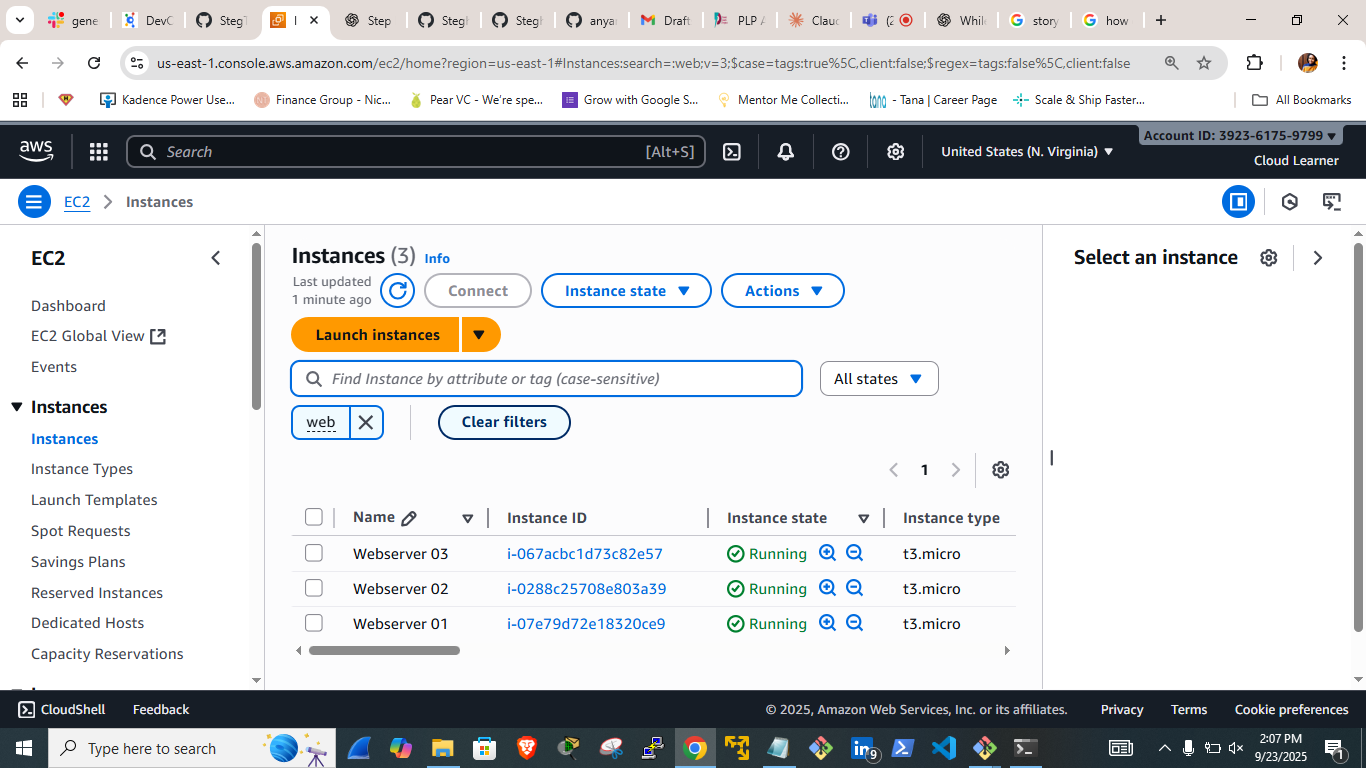 gene
DevC
StegT
I
Step
StegH
StegH
anyao
Draft
PLP A
Claud
(2
While
story
how
us-east-1.console.aws.amazon.com/ec2/home?region=us-east-1#Instances:search=:web;v=3;$case=tags:true%5C,client:false;$regex=tags:false%5C,client:false
Kadence Power Use...
Finance Group - Nic...
Pear VC - We're spe...
Grow with Google S...
Mentor Me Collecti...
tana - Tana | Career Page
Scale & Ship Faster...
All Bookmarks
aws
Search
[Alt+S]
United States (N. Virginia)
Account ID: 3923-6175-9799
Cloud Learner
EC2
Instances
EC2
Dashboard
EC2 Global View
Events
Instances
Instances
Instance Types
Launch Templates
Spot Requests
Savings Plans
Reserved Instances
Dedicated Hosts
Capacity Reservations
Instances (3) Info
Last updated
1 minute ago
Connect
Instance state
Actions
Launch instances
Find Instance by attribute or tag (case-sensitive)
All states
web
Clear filters
1
Name Instance ID Instance state Instance type
Webserver 03 i-067acbc1d73c82e57 Running t3.micro
Webserver 02 i-0288c25708e803a39 Running t3.micro
Webserver 01 i-07e79d72e18320ce9 Running t3.micro
Select an instance
CloudShell
Feedback
© 2025, Amazon Web Services, Inc. or its affiliates.
Privacy
Terms
Cookie preferences
Type here to search
9
2:07 PM
9/23/2025
1